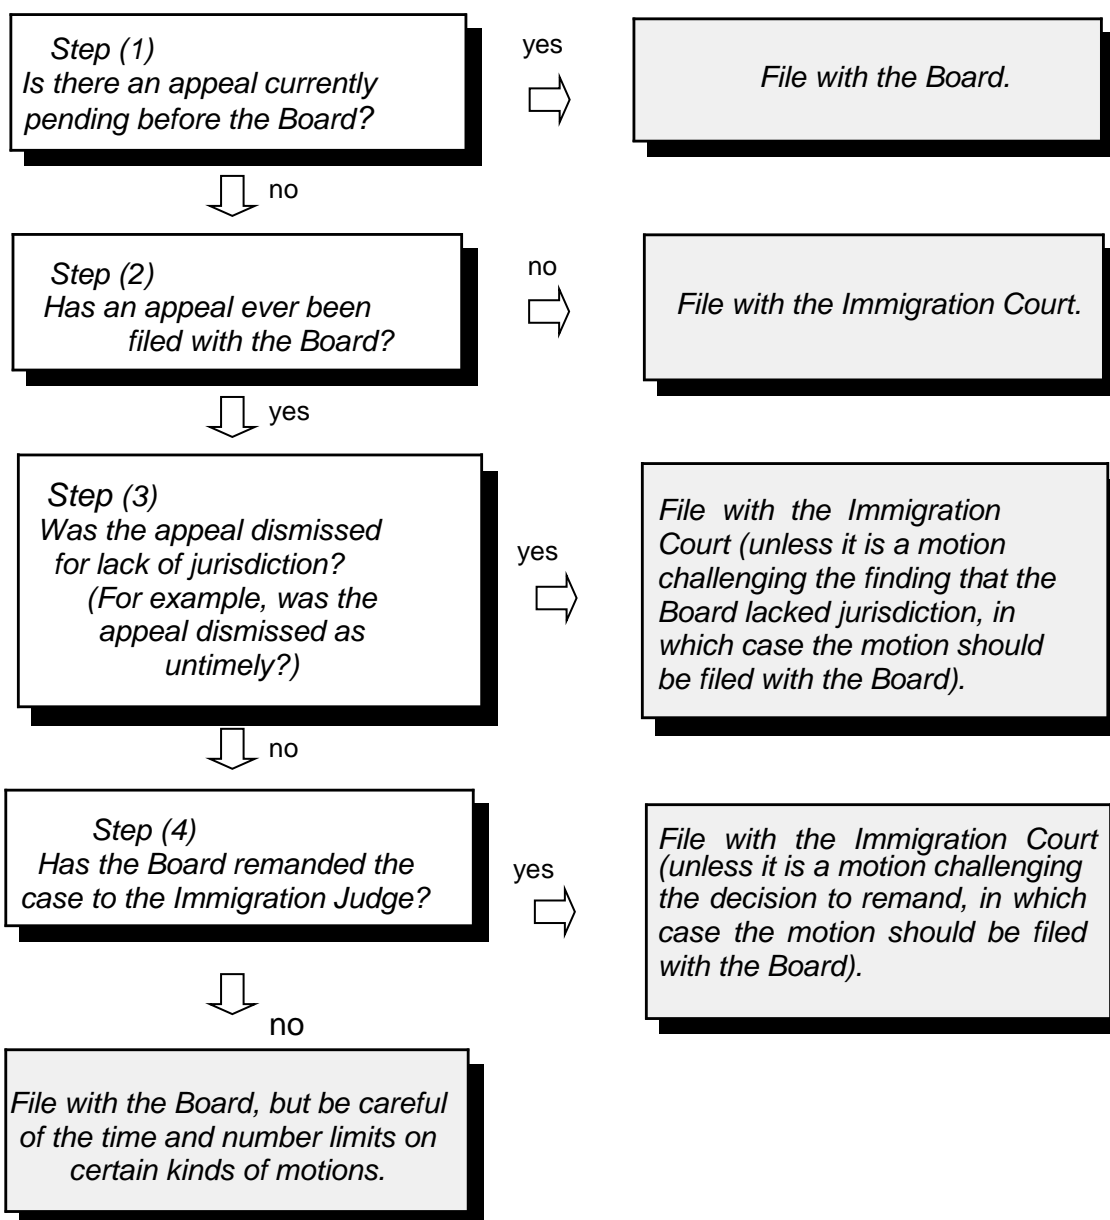 Step (1)
Is there an appeal currently
pending before the Board?
yes
File with the Board.
no
Step (2)
Has an appeal ever been
filed with the Board?
no
File with the Immigration Court.
yes
Step (3)
Was the appeal dismissed
for lack of jurisdiction?
(For example, was the
appeal dismissed as
untimely?)
yes
File with the Immigration
Court (unless it is a motion
challenging the finding that the
Board lacked jurisdiction, in
which case the motion should
be filed with the Board).
no
Step (4)
Has the Board remanded the
case to the Immigration Judge?
yes
File with the Immigration Court
(unless it is a motion challenging
the decision to remand, in which
case the motion should be filed
with the Board).
no
File with the Board, but be careful
of the time and number limits on
certain kinds of motions.